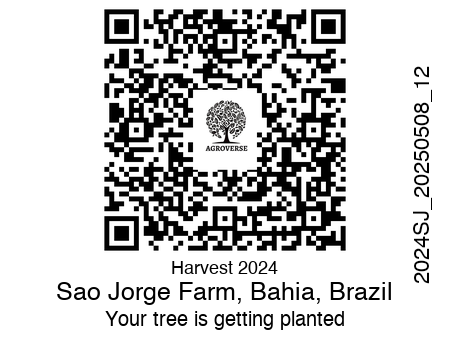 AGROVERSE
Harvest 2024
Sao Jorge Farm, Bahia, Brazil
Your tree is getting planted
2024SJ_20250508_12